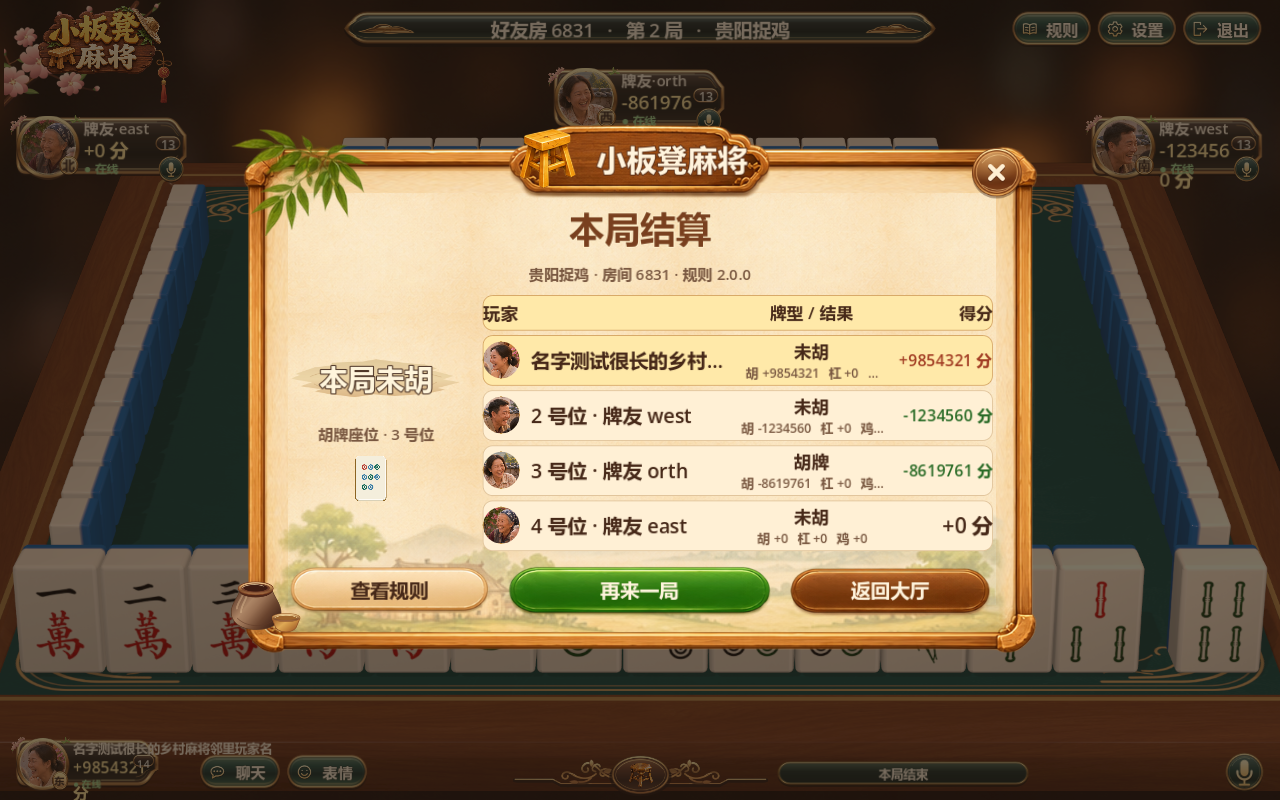 小板凳
麻将
好友房 6831 · 第 2 局 · 贵阳捉鸡
规则
设置
退出
牌友·orth
-861976
13
西
在线
牌友·east
+0 分
13
北
在线
牌友·west
-123456
0 分
13
南
在线
小板凳麻将
本局结算
贵阳捉鸡 · 房间 6831 · 规则 2.0.0
玩家 牌型 / 结果 得分
名字测试很长的乡村... 未胡 +9854321 分
胡 +9854321 杠 +0 ...
2 号位 · 牌友 west 未胡 -1234560 分
胡 -1234560 杠 +0 鸡...
3 号位 · 牌友 orth 胡牌 -8619761 分
胡 -8619761 杠 +0 鸡...
4 号位 · 牌友 east 未胡 +0 分
胡 +0 杠 +0 鸡 +0
本局未胡
胡牌座位 · 3 号位
查看规则
再来一局
返回大厅
一
萬
二
萬
三
萬
名字测试很长的乡村麻将邻里玩家名
+9854321
分
14
东
在线
聊天
表情
本局结束